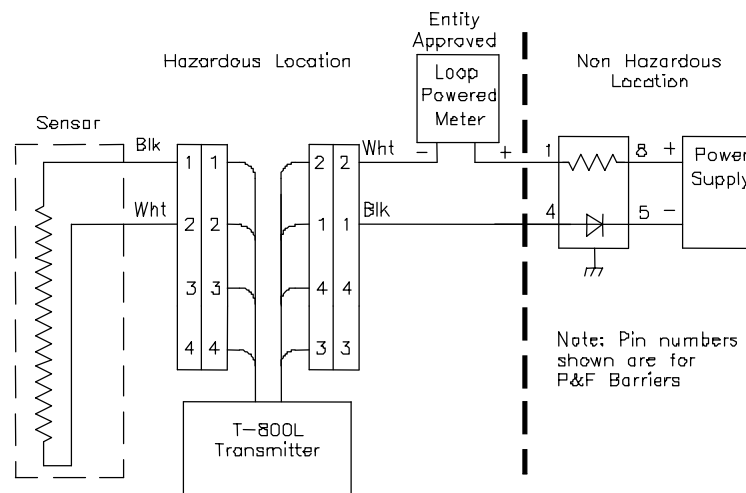 Entity
Approved
Hazardous Location
Loop
Powered
Meter
Non Hazardous
Location
Sensor
Blk
Wht
- +
1 8 +
Power
Supply
1 1
2 2
Wht
2 2
1 1
Blk
4 5 -
3 3
4 4
4 4
3 3
Note: Pin numbers
shown are for
P&F Barriers
T-800L
Transmitter